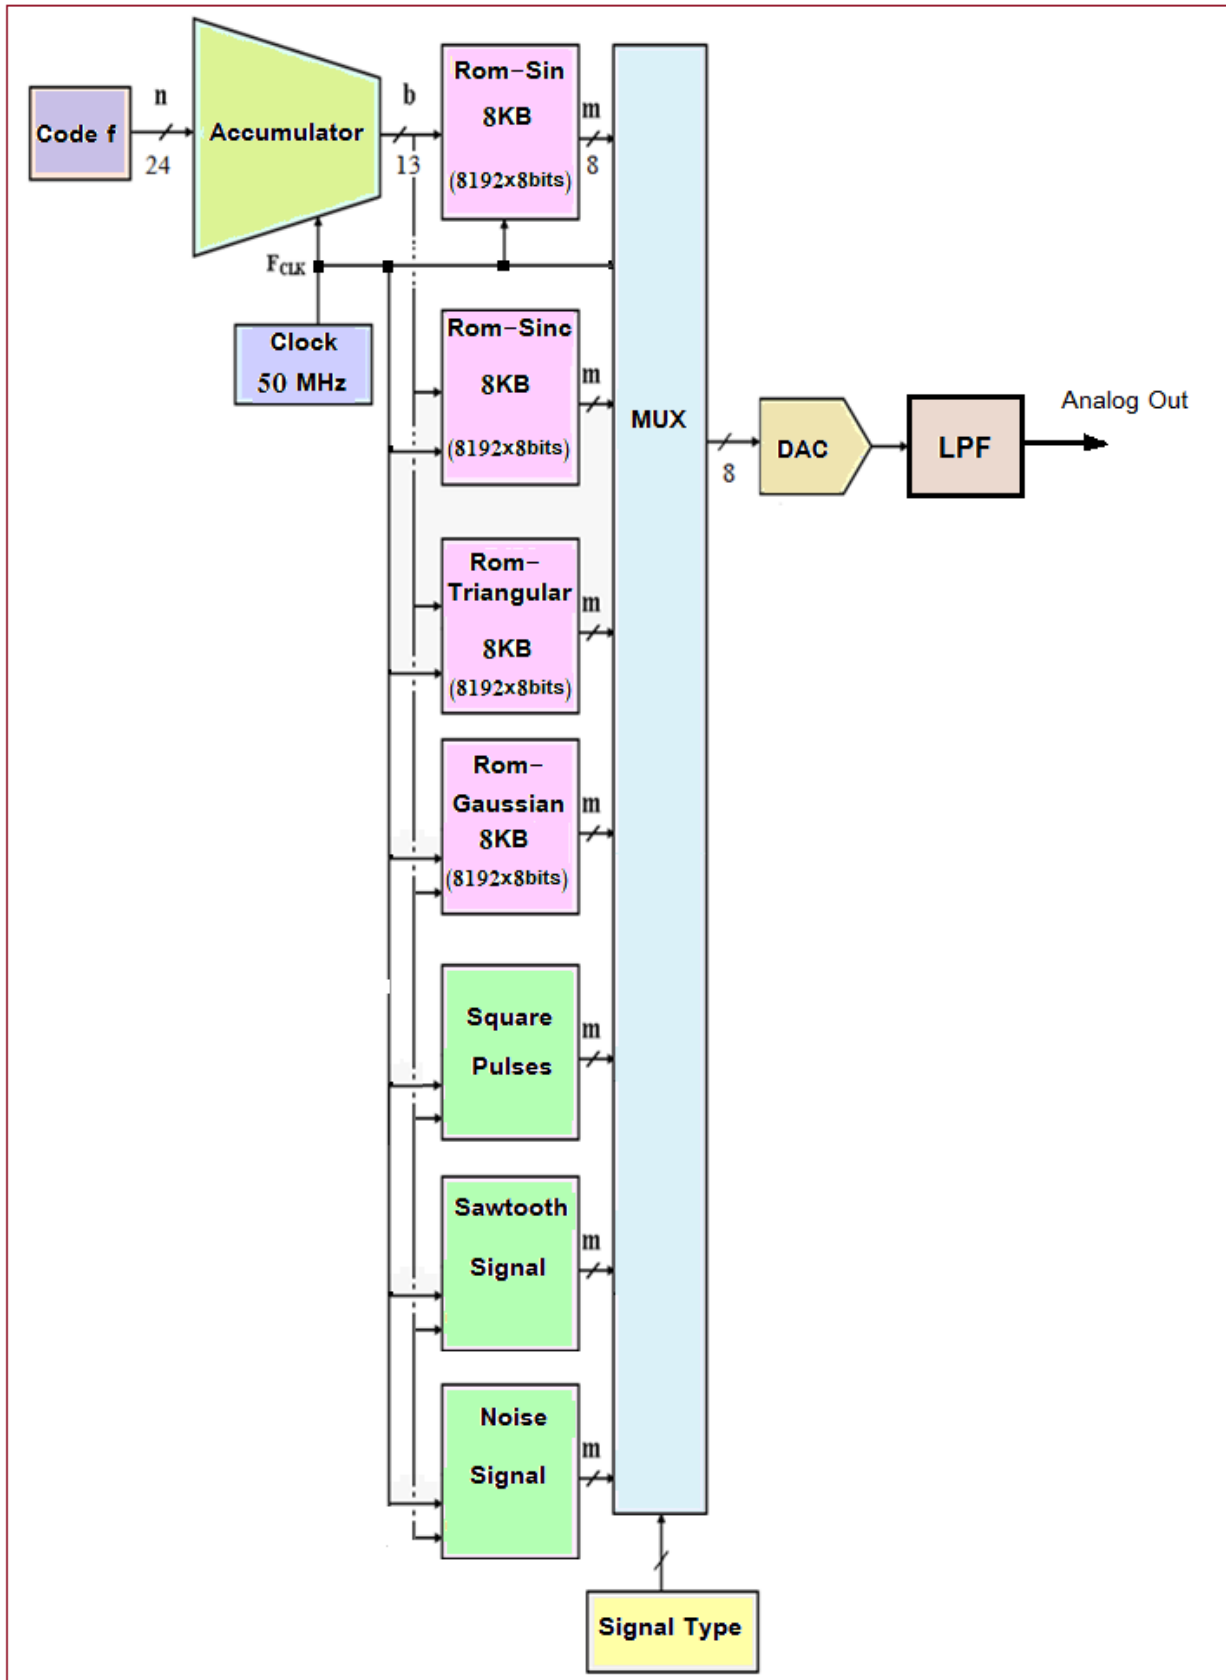 Code f
n
24
Accumulator
b
13
Rom-Sin
8KB
(8192x8bits)
m
8
F_CLK
Clock
50 MHz
Rom-Sinc
8KB
(8192x8bits)
m
MUX
8
DAC
LPF
Analog Out
Rom-
Triangular
8KB
(8192x8bits)
m
Rom-
Gaussian
8KB
(8192x8bits)
m
Square
Pulses
m
Sawtooth
Signal
m
Noise
Signal
m
Signal Type